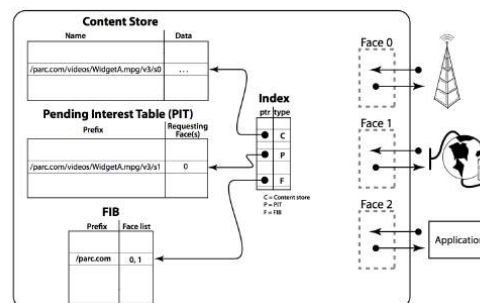 Content Store
Name Data
/parc.com/videos/WidgetA.mpg/v3/s0 ...
Pending Interest Table (PIT)
Prefix Requesting Face(s)
/parc.com/videos/WidgetA.mpg/v3/s1 0
FIB
Prefix Face list
/parc.com 0, 1
Index
ptr type
C
P
F
C = Content store
P = PIT
F = FIB
Face 0
Face 1
Face 2
Application